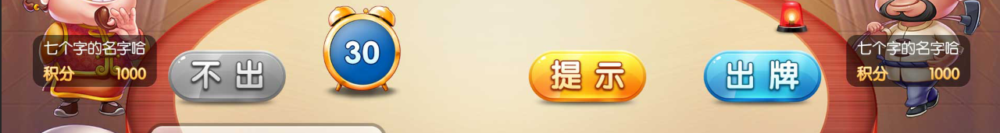 七个字的名字哈
积分 1000
不出
30
提示
出牌
七个字的名字哈
积分 1000